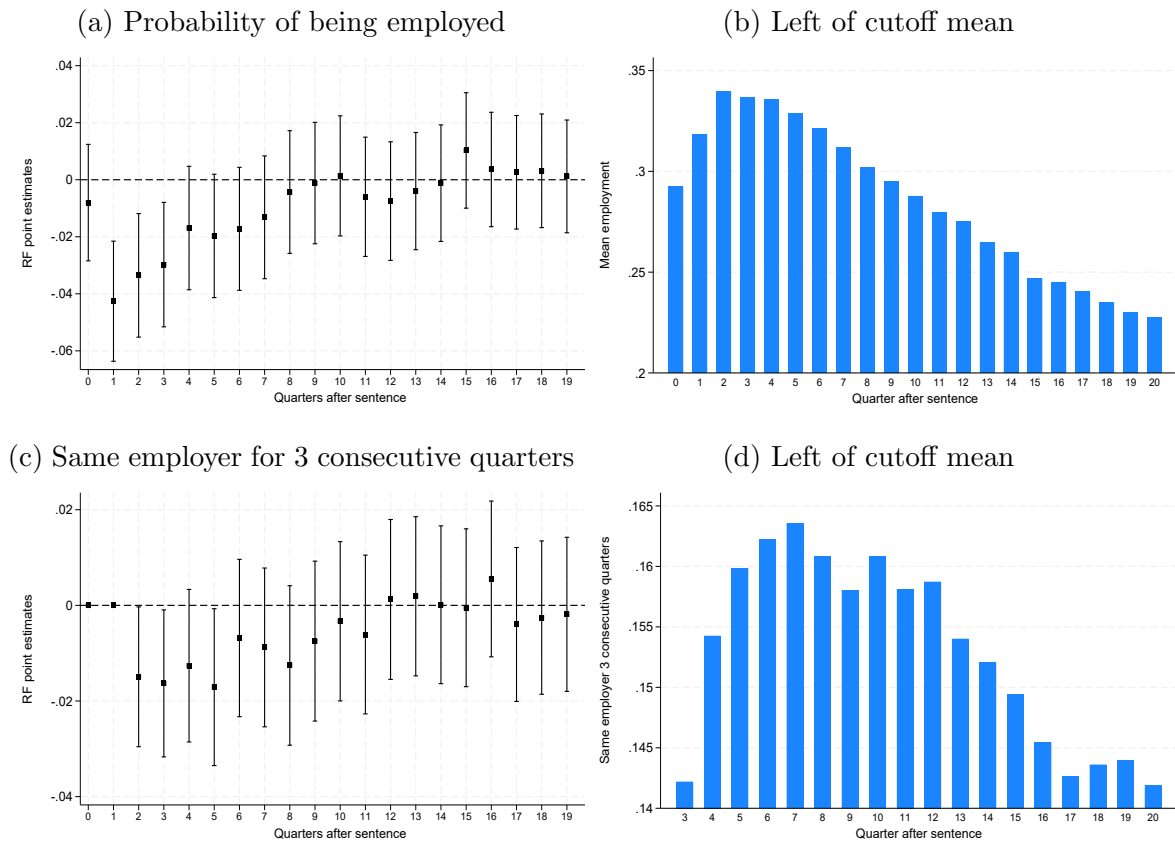 (a) Probability of being employed
.04
.02
0
-.02
-.04
-.06
RF point estimates
0 1 2 3 4 5 6 7 8 9 10 11 12 13 14 15 16 17 18 19
Quarters after sentence
(b) Left of cutoff mean
.35
.3
.25
.2
Mean employment
0 1 2 3 4 5 6 7 8 9 10 11 12 13 14 15 16 17 18 19 20
Quarter after sentence
(c) Same employer for 3 consecutive quarters
.02
0
-.02
-.04
RF point estimates
0 1 2 3 4 5 6 7 8 9 10 11 12 13 14 15 16 17 18 19
Quarters after sentence
(d) Left of cutoff mean
.165
.16
.155
.15
.145
.14
Same employer 3 consecutive quarters
3 4 5 6 7 8 9 10 11 12 13 14 15 16 17 18 19 20
Quarter after sentence